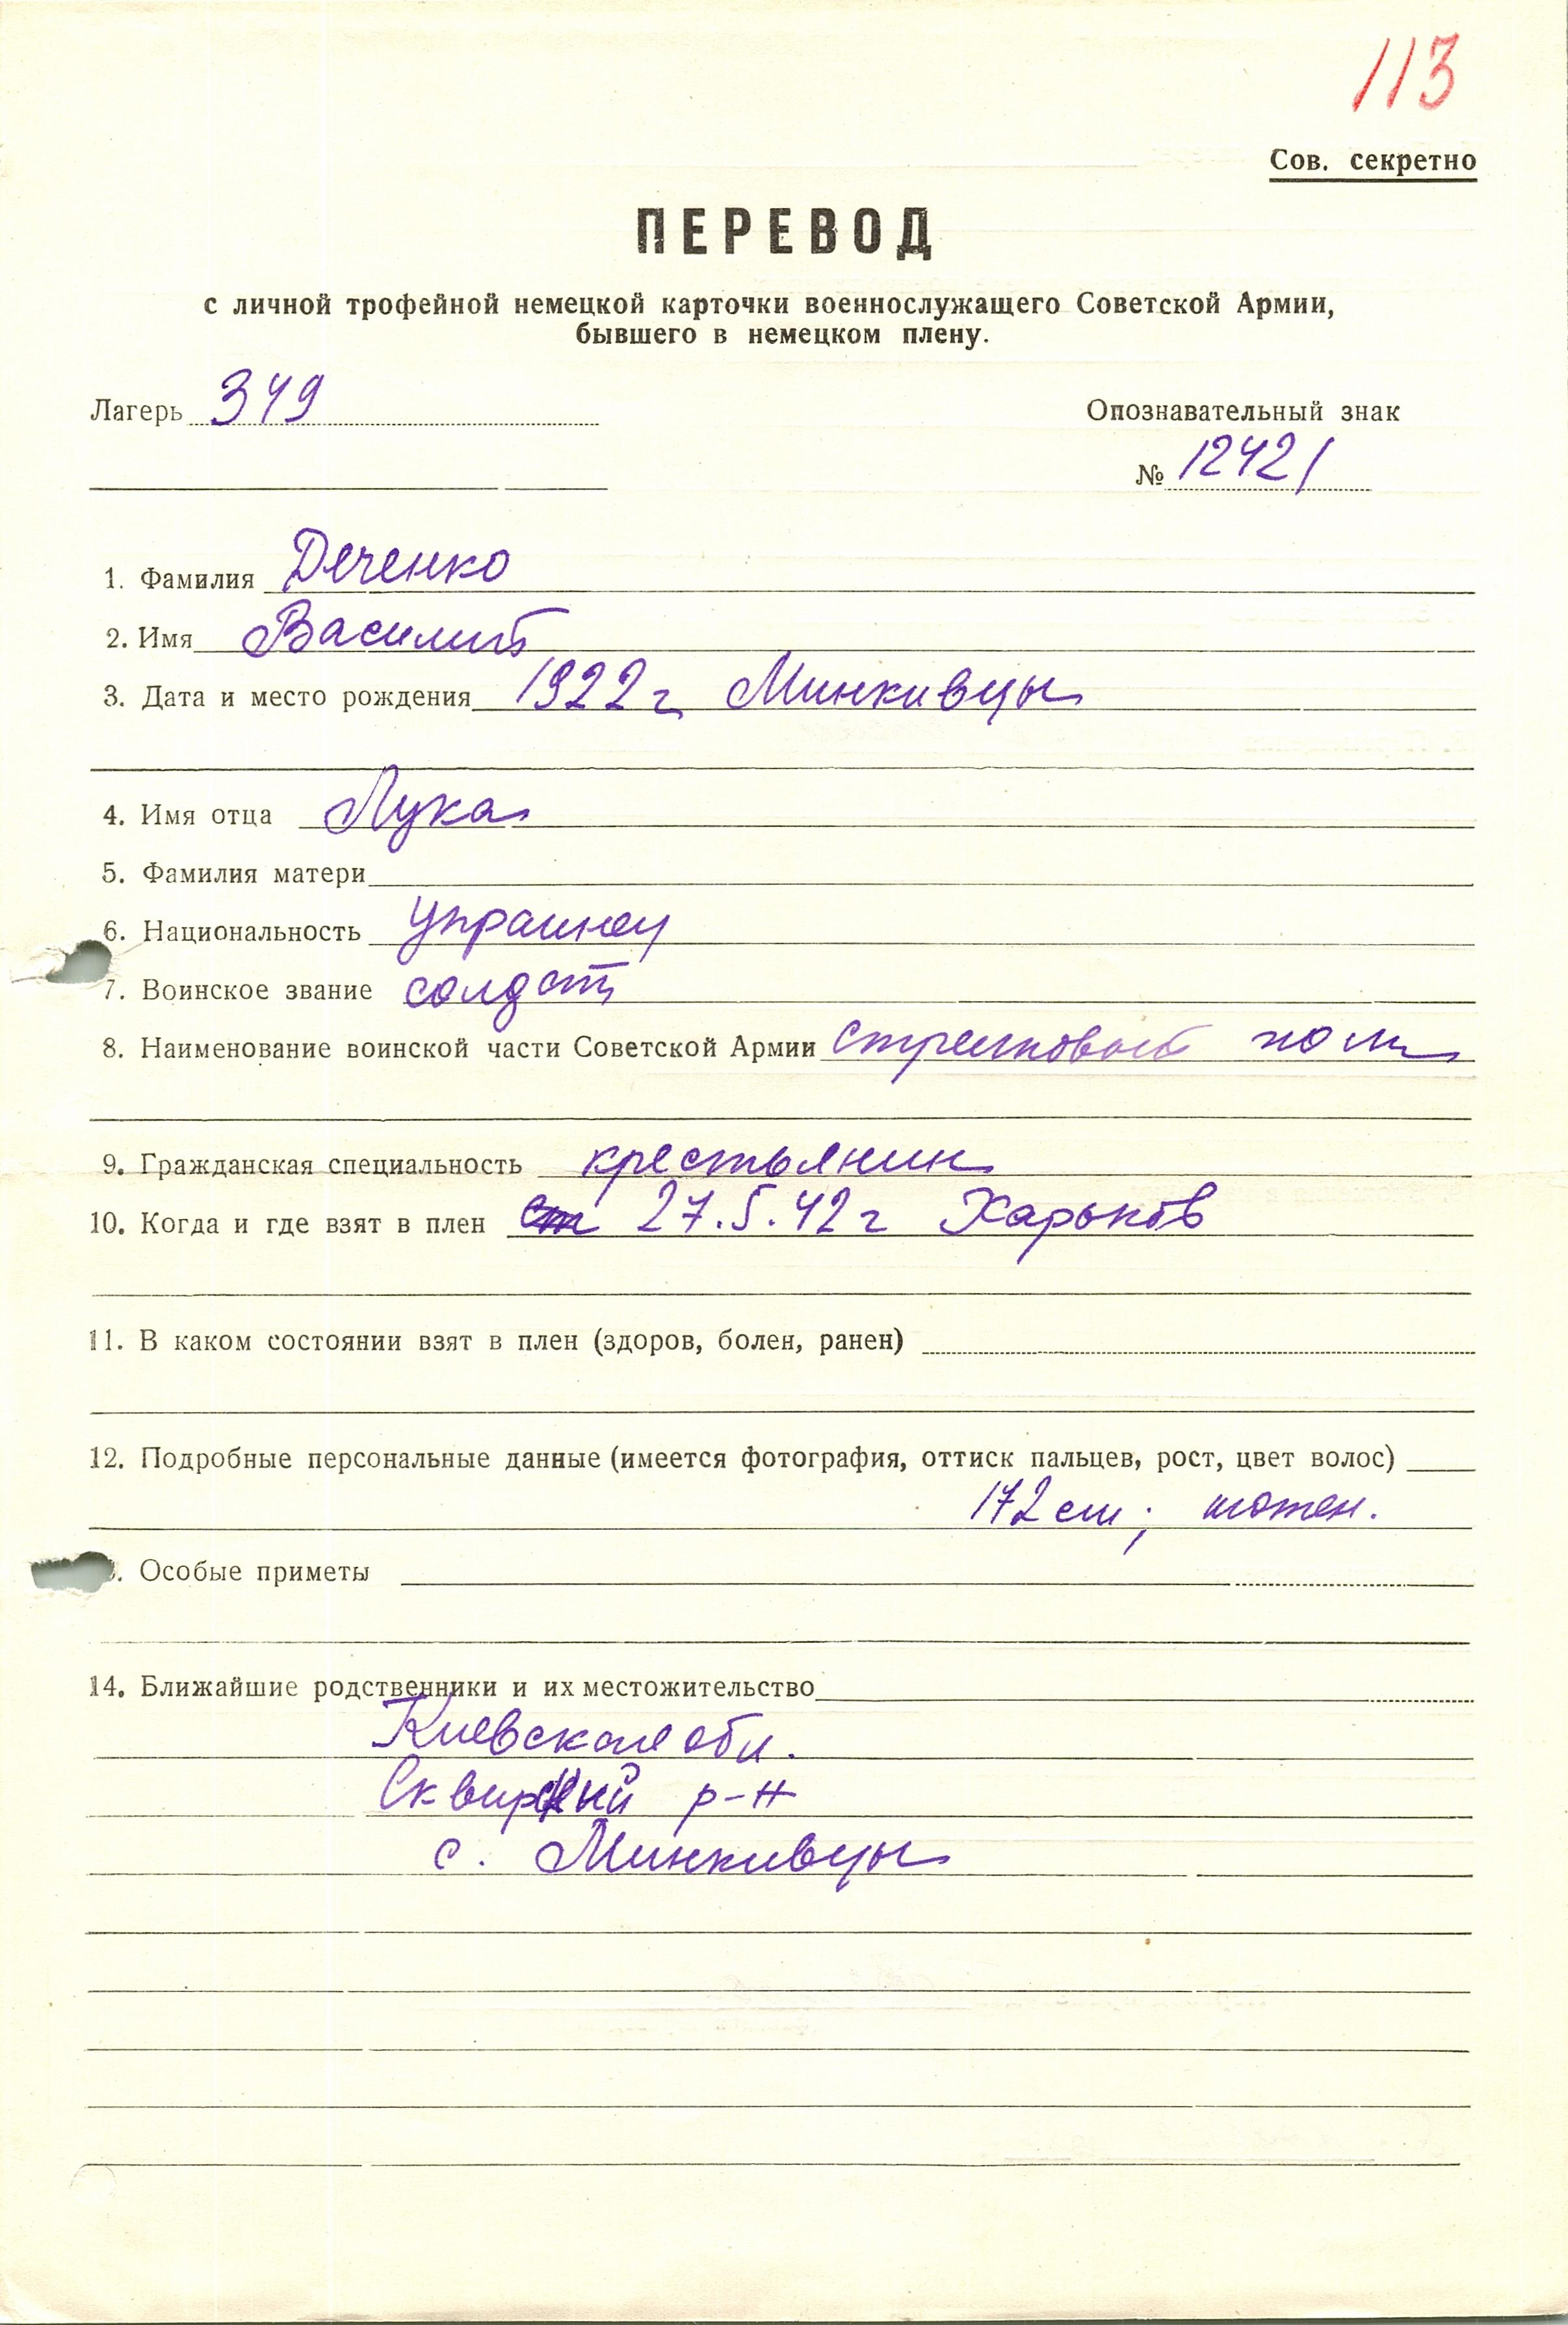 113
Сов. секретно
ПЕРЕВОД
с личной трофейной немецкой карточки военнослужащего Советской Армии,
бывшего в немецком плену.
Лагерь 349 Опознавательный знак
№ 12421
1. Фамилия Деченко
2. Имя Василий
3. Дата и место рождения 1922 г Минкивцы
4. Имя отца Лука
5. Фамилия матери
6. Национальность украинец
7. Воинское звание солдат
8. Наименование воинской части Советской Армии стрелковый полк
9. Гражданская специальность крестьянин
10. Когда и где взят в плен 27.5.42 г Харьков
11. В каком состоянии взят в плен (здоров, болен, ранен)
12. Подробные персональные данные (имеется фотография, оттиск пальцев, рост, цвет волос)
172 см;
. Особые приметы
14. Ближайшие родственники и их местожительство
Киевская обл.
Сквирский р-н
с. Минкивцы